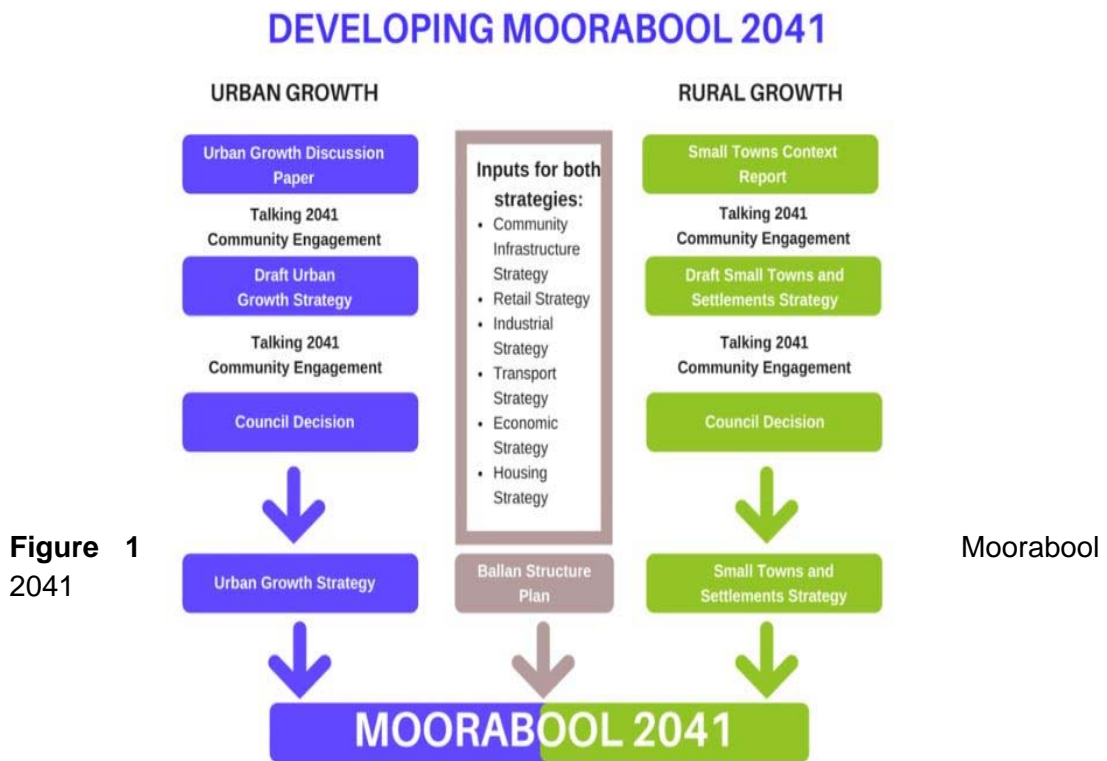 DEVELOPING MOORABOOL 2041
URBAN GROWTH
Urban Growth Discussion
Paper
Talking 2041
Community Engagement
Draft Urban
Growth Strategy
Talking 2041
Community Engagement
Council Decision
Urban Growth Strategy
Inputs for both
strategies:
• Community
Infrastructure
Strategy
• Retail Strategy
• Industrial
Strategy
• Transport
Strategy
• Economic
Strategy
• Housing
Strategy
Ballan Structure
Plan
RURAL GROWTH
Small Towns Context
Report
Talking 2041
Community Engagement
Draft Small Towns and
Settlements Strategy
Talking 2041
Community Engagement
Council Decision
Small Towns and
Settlements Strategy
MOORABOOL 2041
Figure 1 Moorabool
2041